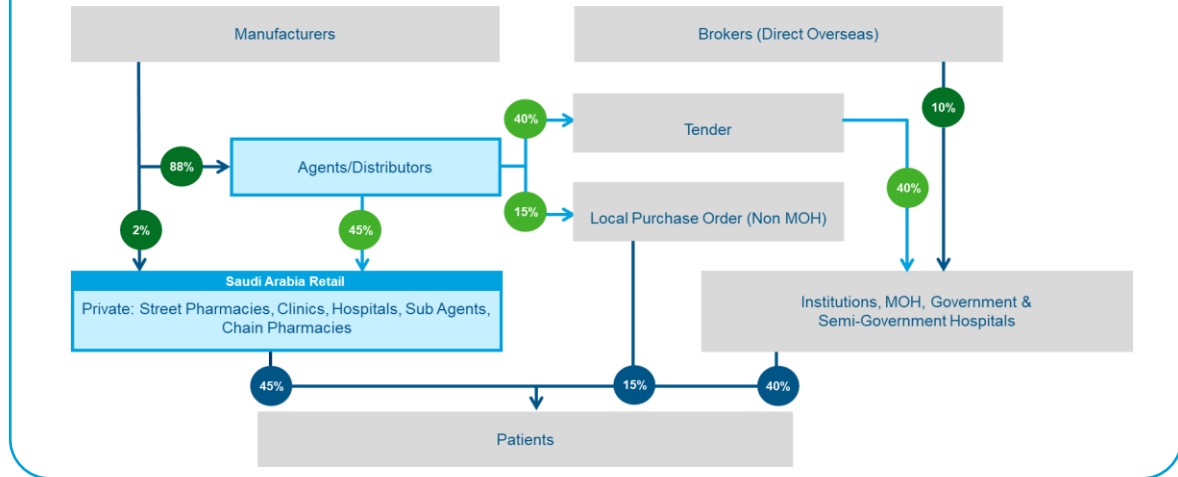 Manufacturers
Brokers (Direct Overseas)
10%
40%
Tender
88%
Agents/Distributors
40%
15%
Local Purchase Order (Non MOH)
2%
45%
Saudi Arabia Retail
Private: Street Pharmacies, Clinics, Hospitals, Sub Agents,
Chain Pharmacies
Institutions, MOH, Government &
Semi-Government Hospitals
45%
15%
40%
Patients